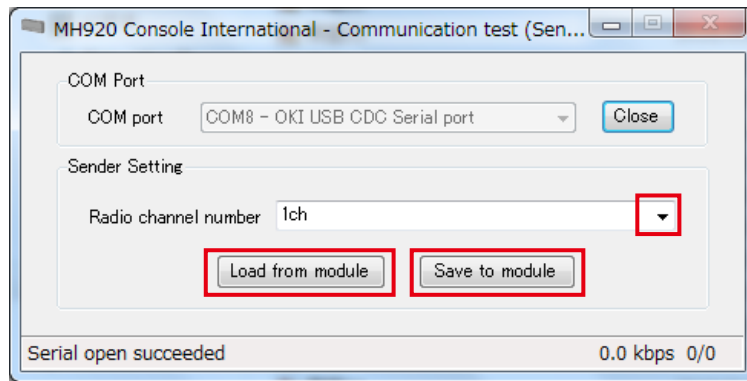 MH920 Console International - Communication test (Sen...
COM Port
COM port COM8 - OKI USB CDC Serial port Close
Sender Setting
Radio channel number 1ch
Load from module Save to module
Serial open succeeded 0.0 kbps 0/0